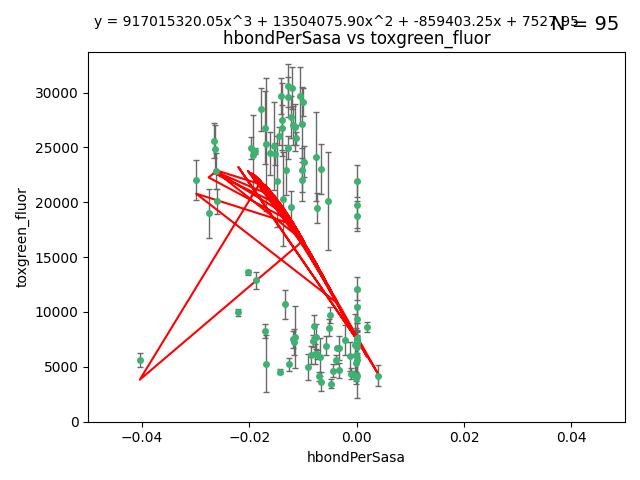 y = 917015320.05x^3 + 13504075.90x^2 + -859403.25x + 7527.95
N = 95
hbondPerSasa vs toxgreen_fluor
30000
25000
20000
15000
10000
5000
0
toxgreen_fluor
−0.04 −0.02 0.00 0.02 0.04
hbondPerSasa